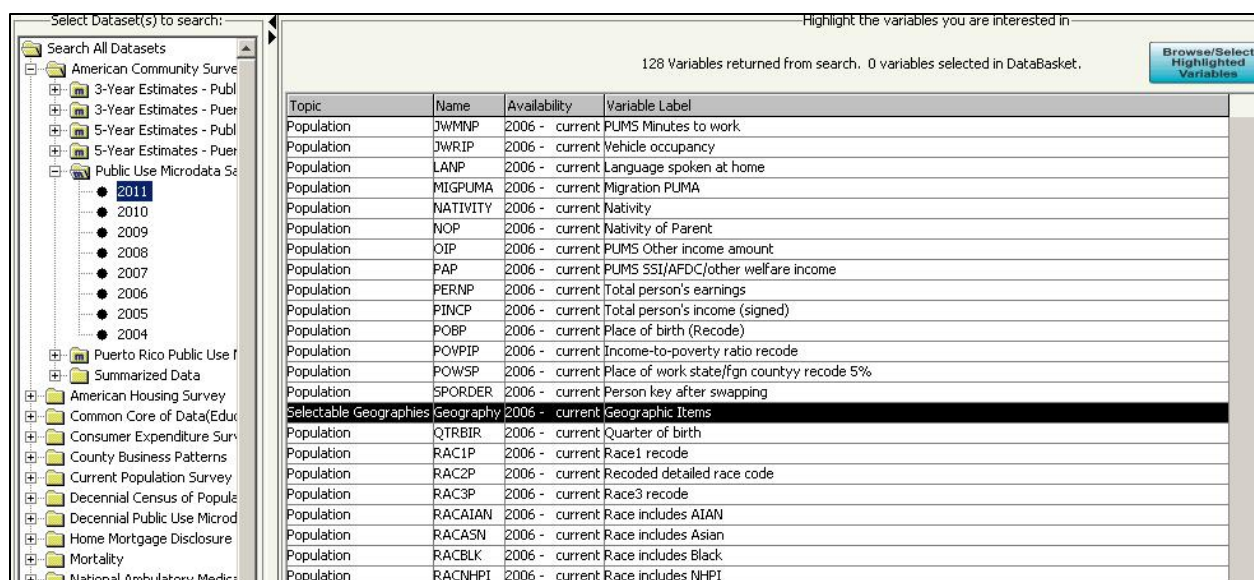 Select Dataset(s) to search:
Search All Datasets
American Community Surve
3-Year Estimates - Publ
3-Year Estimates - Puer
5-Year Estimates - Publ
5-Year Estimates - Puer
Public Use Microdata Sa
2011
2010
2009
2008
2007
2006
2005
2004
Puerto Rico Public Use
Summarized Data
American Housing Survey
Common Core of Data(Educ
Consumer Expenditure Surv
County Business Patterns
Current Population Survey
Decennial Census of Popula
Decennial Public Use Microd
Home Mortgage Disclosure
Mortality
National Ambulatory Medica
Highlight the variables you are interested in
128 Variables returned from search. 0 variables selected in DataBasket.
Browse/Select
Highlighted
Variables
Topic Name Availability Variable Label
Population JWMNP 2006 - current PUMS Minutes to work
Population JWRIP 2006 - current Vehicle occupancy
Population LANP 2006 - current Language spoken at home
Population MIGPUMA 2006 - current Migration PUMA
Population NATIVITY 2006 - current Nativity
Population NOP 2006 - current Nativity of Parent
Population OIP 2006 - current PUMS Other income amount
Population PAP 2006 - current PUMS SSI/AFDC/other welfare income
Population PERNP 2006 - current Total person's earnings
Population PINCP 2006 - current Total person's income (signed)
Population POBP 2006 - current Place of birth (Recode)
Population POVPIP 2006 - current Income-to-poverty ratio recode
Population POWSP 2006 - current Place of work state/fgn countyy recode 5%
Population SPORDER 2006 - current Person key after swapping
Selectable Geographies Geography 2006 - current Geographic Items
Population QTRBIR 2006 - current Quarter of birth
Population RAC1P 2006 - current Race1 recode
Population RAC2P 2006 - current Recoded detailed race code
Population RAC3P 2006 - current Race3 recode
Population RACAIAN 2006 - current Race includes AIAN
Population RACASN 2006 - current Race includes Asian
Population RACBLK 2006 - current Race includes Black
Population RACNHPI 2006 - current Race includes NHPI